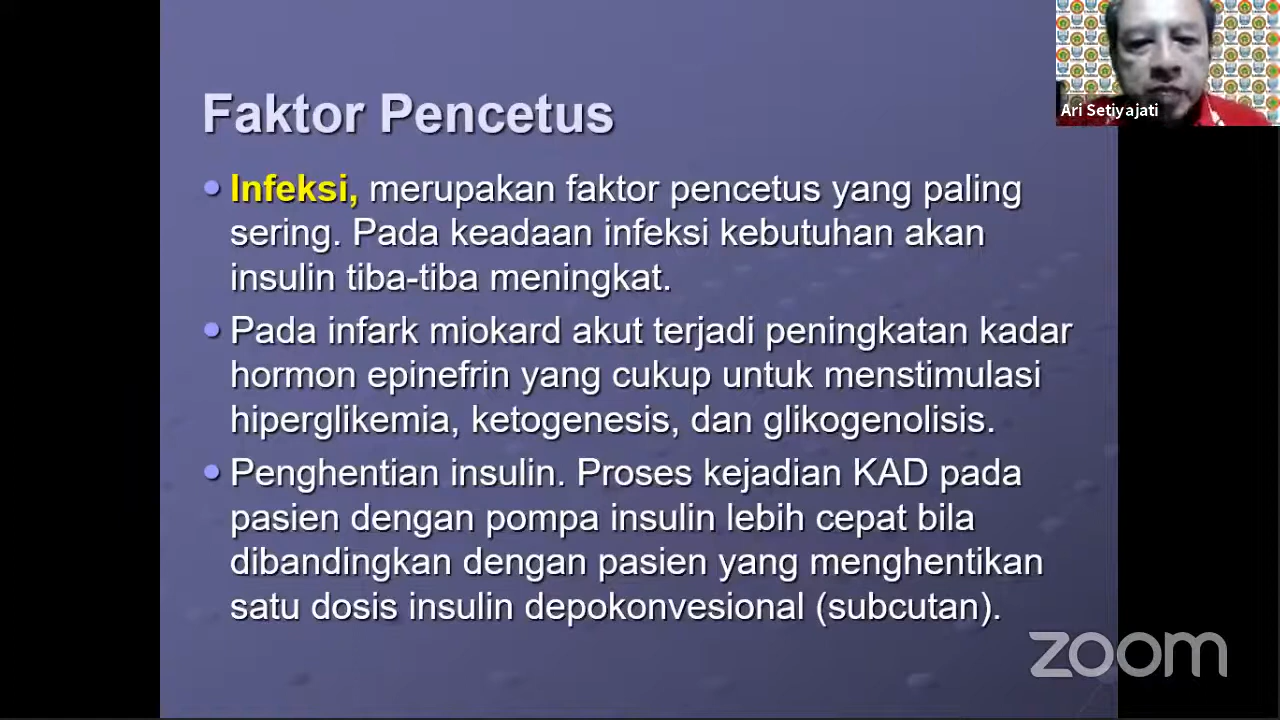 Faktor Pencetus
Infeksi, merupakan faktor pencetus yang paling
sering. Pada keadaan infeksi kebutuhan akan
insulin tiba-tiba meningkat.
Pada infark miokard akut terjadi peningkatan kadar
hormon epinefrin yang cukup untuk menstimulasi
hiperglikemia, ketogenesis, dan glikogenolisis.
Penghentian insulin. Proses kejadian KAD pada
pasien dengan pompa insulin lebih cepat bila
dibandingkan dengan pasien yang menghentikan
satu dosis insulin depokonvesional (subcutan).
Ari Setiyajati
zoom